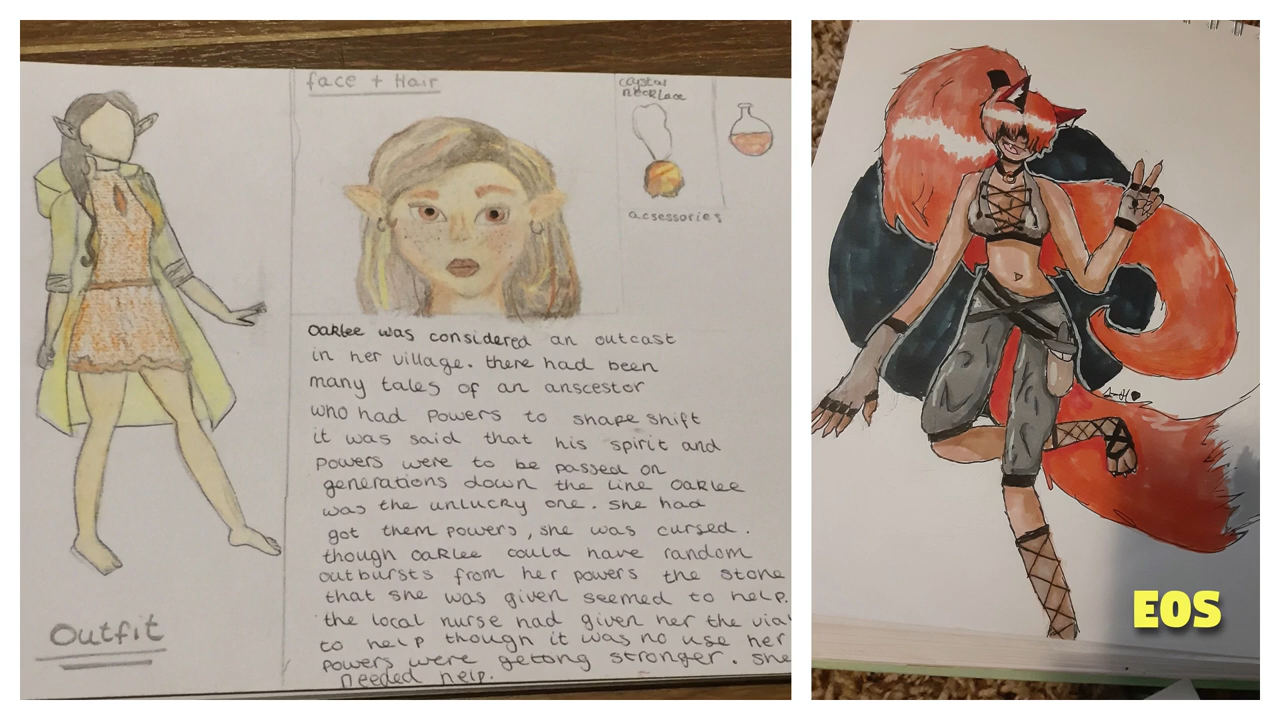 face + Hair
crystal
necklace
acsessories
Oaklee was considered an outcast
in her village. there had been
many tales of an anscestor
who had powers to shape shift
it was said that his spirit and
powers were to be passed on
generations down the line Oaklee
was the unlucky one. she had
got them powers, she was cursed.
though Oaklee could have random
outbursts from her powers the stone
that she was given seemed to help.
the local nurse had given her the vial
to help though it was no use her
powers were getting stronger. she
needed help.
Outfit
EOS